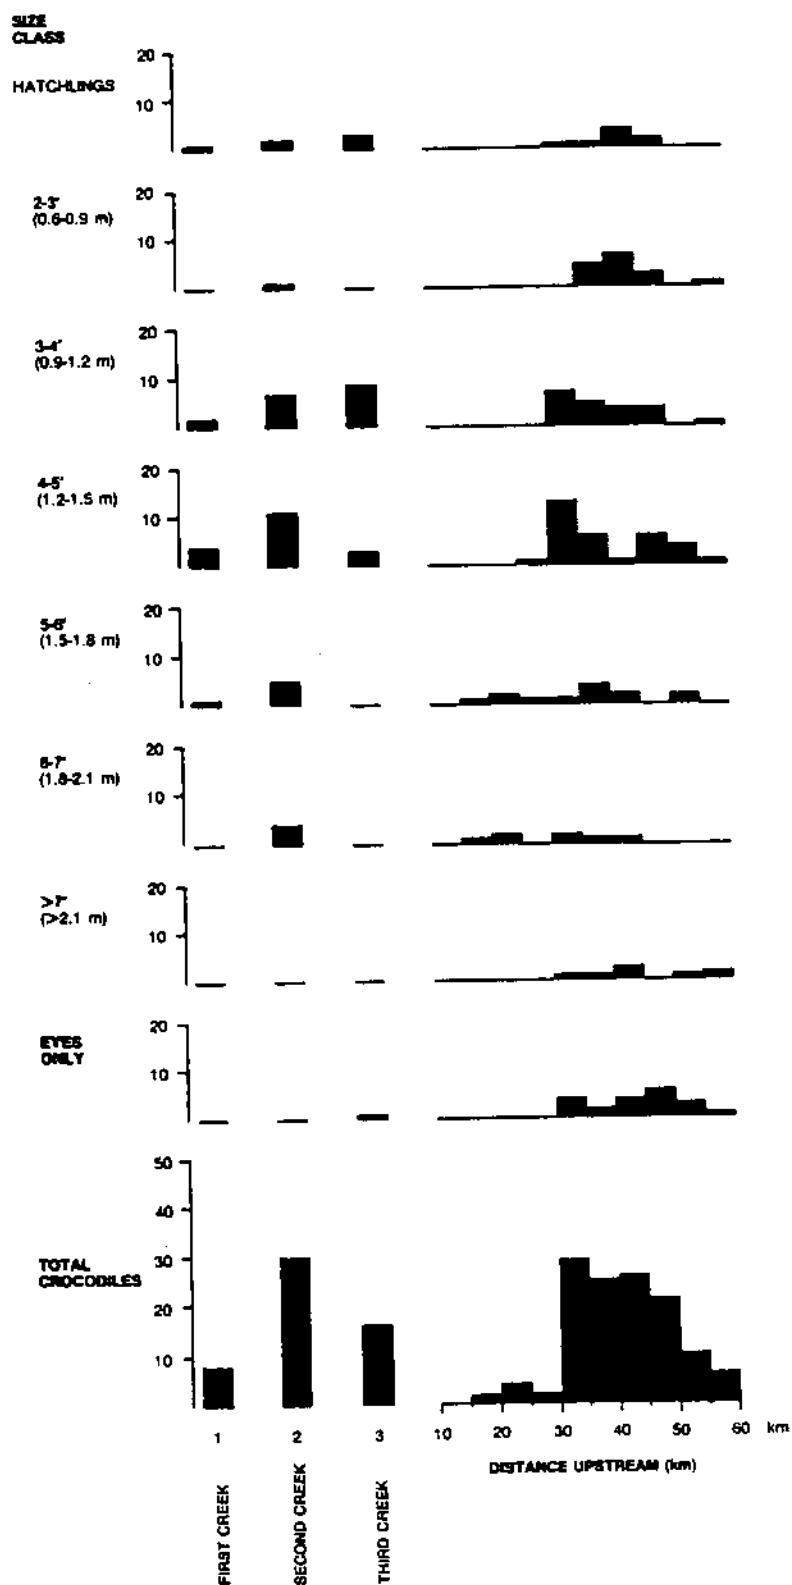 SIZE
CLASS
20
HATCHLINGS
10
20
2-3'
(0.6-0.9 m)
10
20
3-4'
(0.9-1.2 m)
10
20
4-5'
(1.2-1.5 m)
10
20
5-6'
(1.5-1.8 m)
10
20
6-7'
(1.8-2.1 m)
10
20
>7'
(>2.1 m)
10
20
EYES
ONLY
10
50
40
30
TOTAL
CROCODILES
20
10
1 2 3 10 20 30 40 50 60 km
DISTANCE UPSTREAM (km)
FIRST CREEK
SECOND CREEK
THIRD CREEK